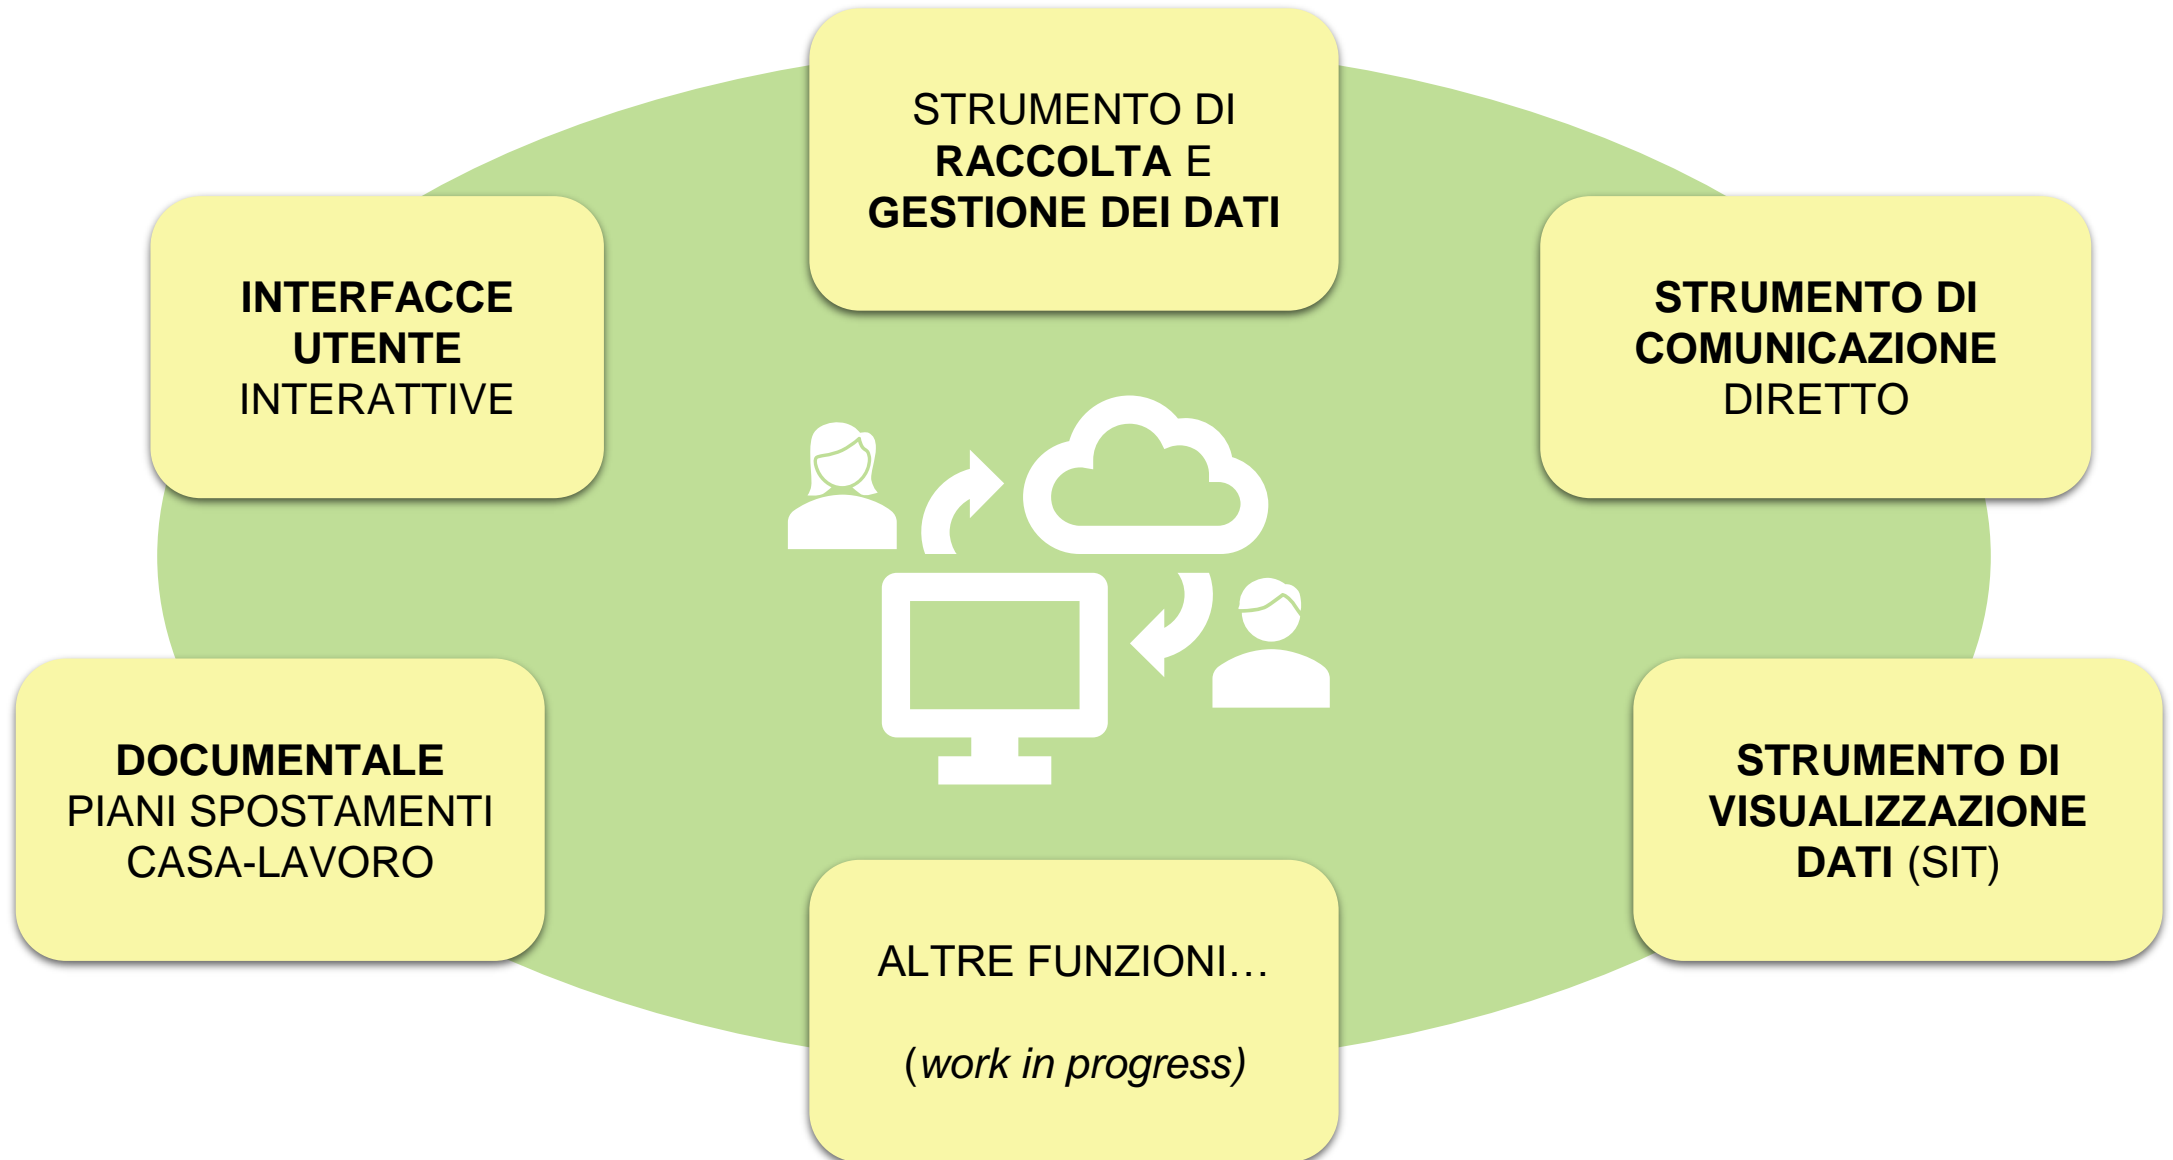 STRUMENTO DI
RACCOLTA E
GESTIONE DEI DATI
INTERFACCE
UTENTE
INTERATTIVE
STRUMENTO DI
COMUNICAZIONE
DIRETTO
DOCUMENTALE
PIANI SPOSTAMENTI
CASA-LAVORO
STRUMENTO DI
VISUALIZZAZIONE
DATI (SIT)
ALTRE FUNZIONI…
(work in progress)